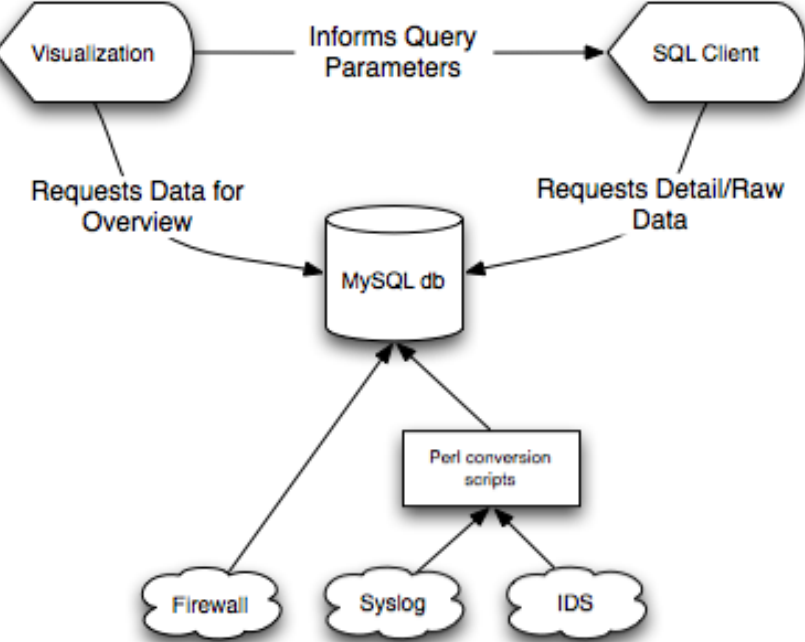 Visualization
Informs Query
Parameters
SQL Client
Requests Data for
Overview
Requests Detail/Raw
Data
MySQL db
Perl conversion
scripts
Firewall
Syslog
IDS